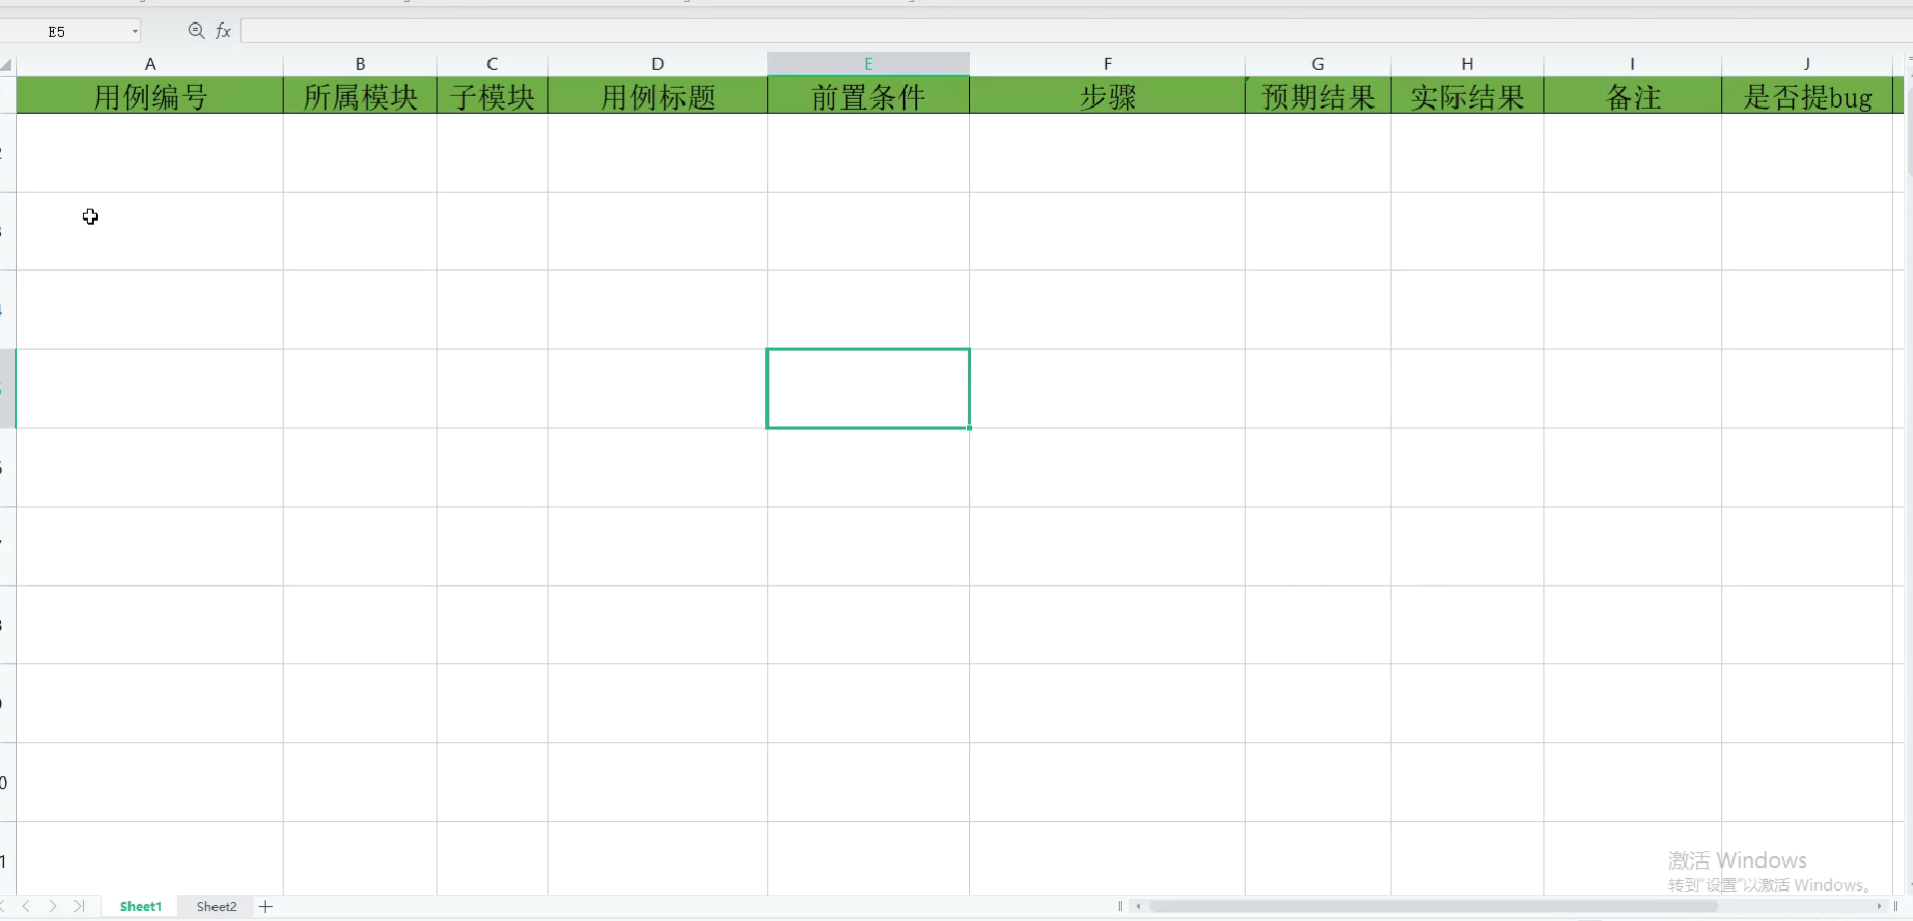 E5 fx
A B C D E F G H I J
用例编号 所属模块 子模块 用例标题 前置条件 步骤 预期结果 实际结果 备注 是否提bug
激活 Windows
转到“设置”以激活 Windows。
Sheet1 Sheet2